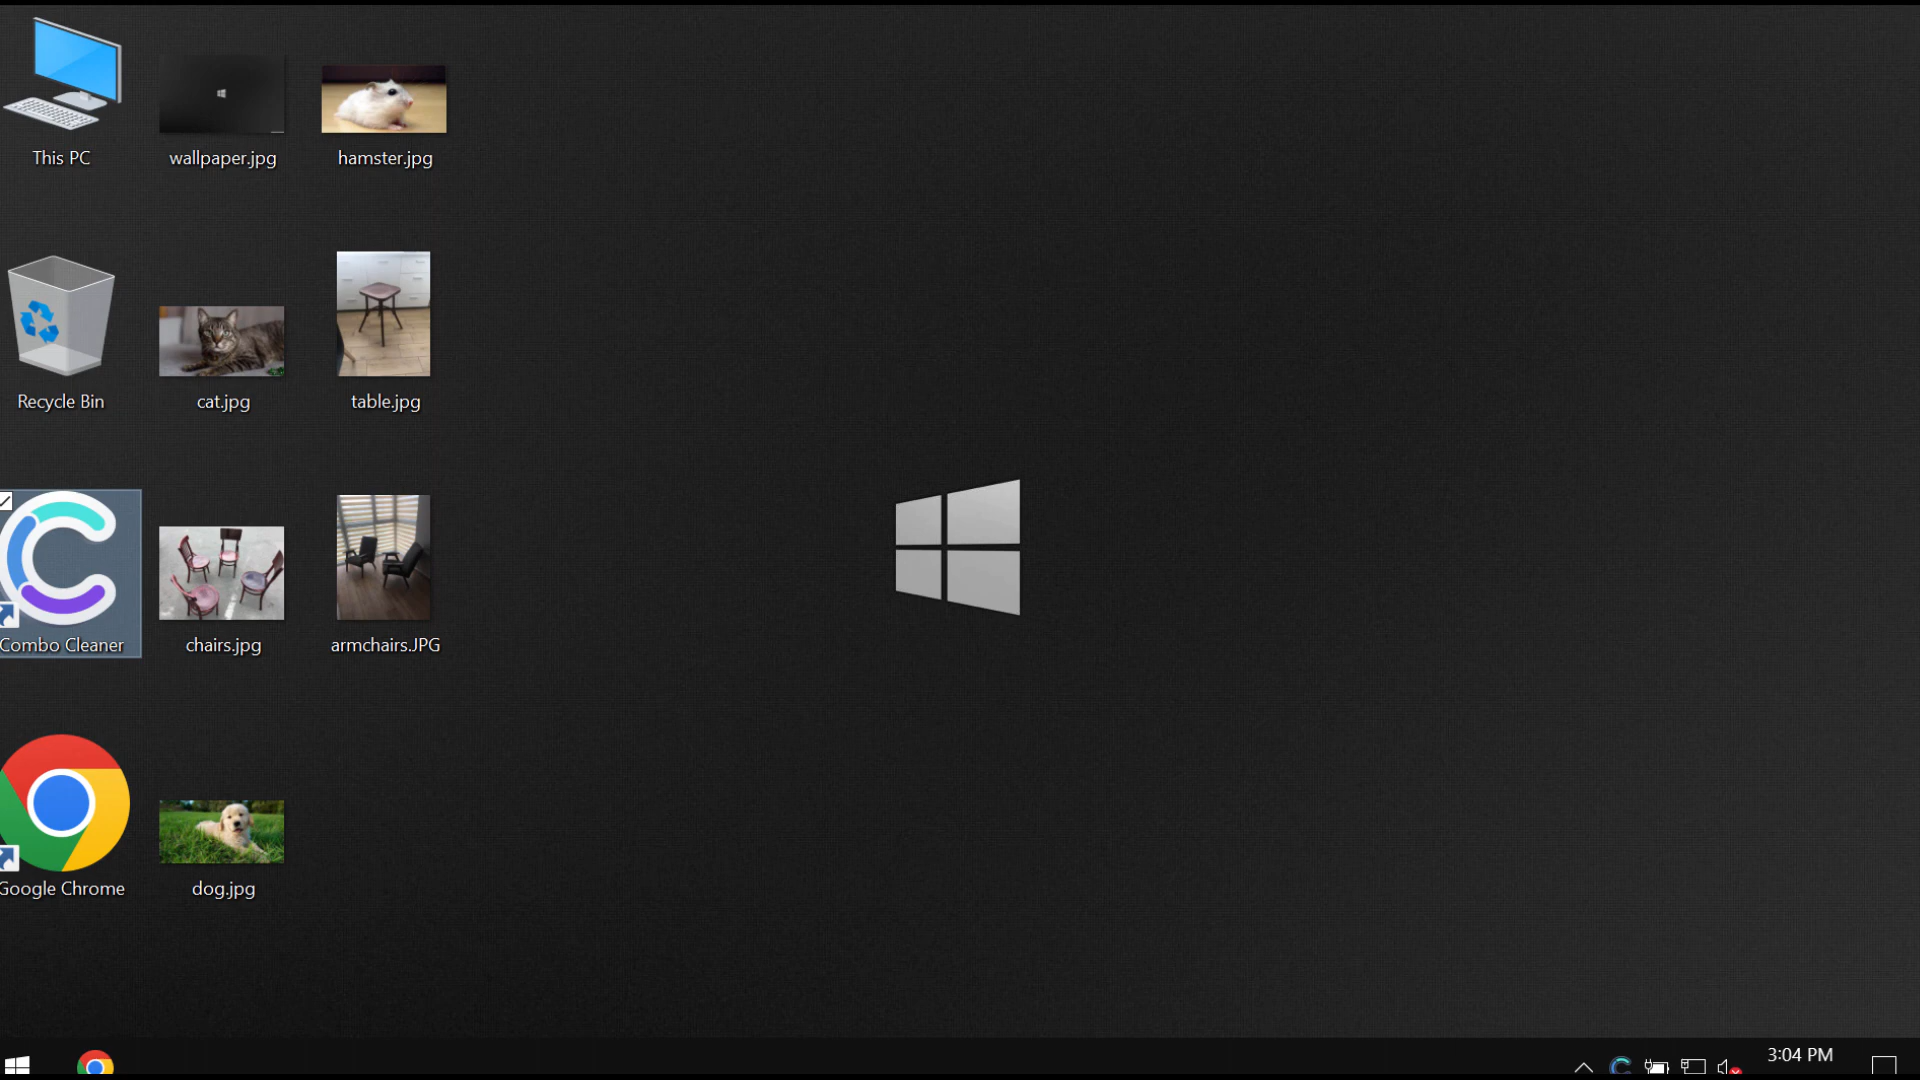 This PC
wallpaper.jpg
hamster.jpg
Recycle Bin
cat.jpg
table.jpg
Combo Cleaner
chairs.jpg
armchairs.JPG
Google Chrome
dog.jpg
3:04 PM